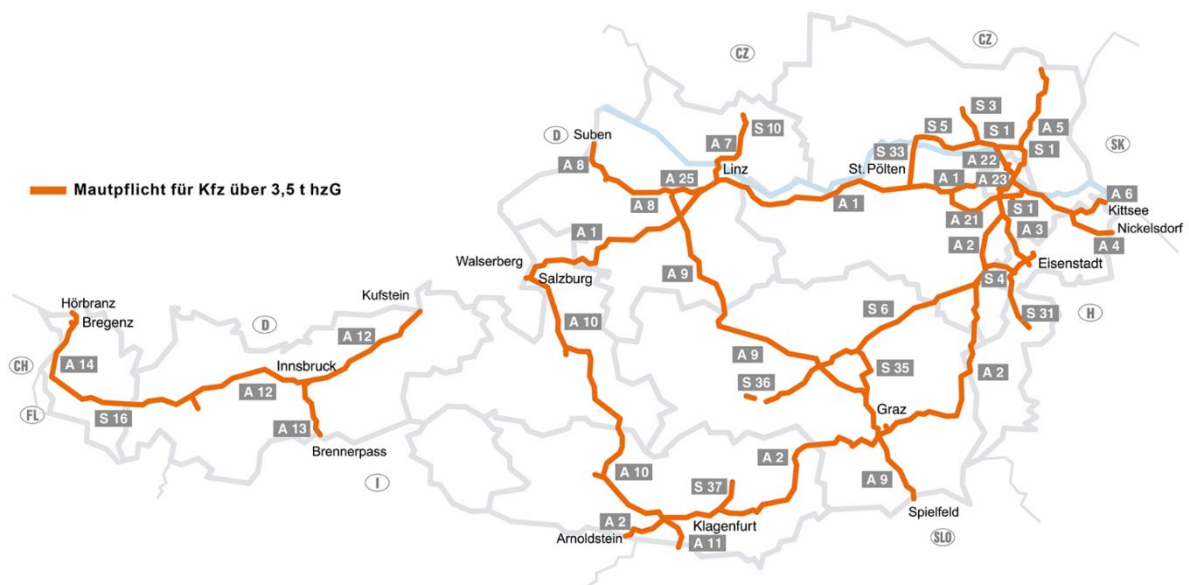 CZ
CZ
S 3
S 10
S 5
S 1
A 5
D
Suben
A 7
S 33
S 1
SK
A 8
Linz
St. Pölten
A 22
Mautpflicht für Kfz über 3,5 t hzG
A 25
A 1
A 23
A 6
A 8
A 1
Kittsee
A 21
S 1
Nickelsdorf
A 1
A 3
A 2
A 4
Walserberg
Salzburg
A 9
Eisenstadt
S 4
Kufstein
Hörbranz
Bregenz
D
A 10
S 6
S 31
H
A 12
CH
A 14
Innsbruck
A 9
S 35
A 2
A 12
S 36
FL
S 16
Graz
A 13
Brennerpass
A 2
I
A 10
S 37
A 9
Spielfeld
A 2
Klagenfurt
Arnoldstein
A 11
SLO